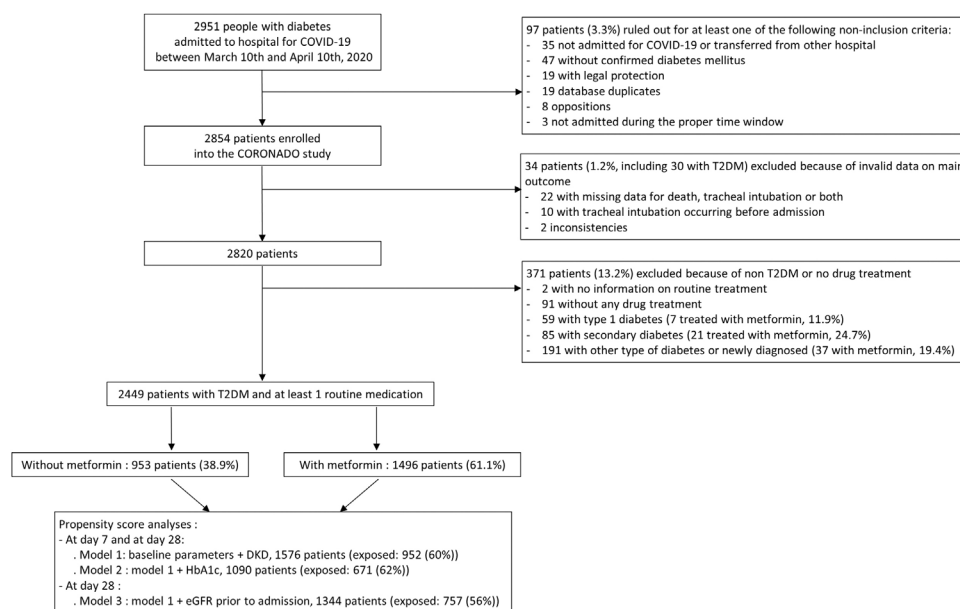 2951 people with diabetes
admitted to hospital for COVID-19
between March 10th and April 10th, 2020
97 patients (3.3%) ruled out for at least one of the following non-inclusion criteria:
- 35 not admitted for COVID-19 or transferred from other hospital
- 47 without confirmed diabetes mellitus
- 19 with legal protection
- 19 database duplicates
- 8 oppositions
- 3 not admitted during the proper time window
2854 patients enrolled
into the CORONADO study
34 patients (1.2%, including 30 with T2DM) excluded because of invalid data on main
outcome
- 22 with missing data for death, tracheal intubation or both
- 10 with tracheal intubation occurring before admission
- 2 inconsistencies
2820 patients
371 patients (13.2%) excluded because of non T2DM or no drug treatment
- 2 with no information on routine treatment
- 91 without any drug treatment
- 59 with type 1 diabetes (7 treated with metformin, 11.9%)
- 85 with secondary diabetes (21 treated with metformin, 24.7%)
- 191 with other type of diabetes or newly diagnosed (37 with metformin, 19.4%)
2449 patients with T2DM and at least 1 routine medication
Without metformin : 953 patients (38.9%)
With metformin : 1496 patients (61.1%)
Propensity score analyses :
- At day 7 and at day 28:
. Model 1: baseline parameters + DKD, 1576 patients (exposed: 952 (60%))
. Model 2 : model 1 + HbA1c, 1090 patients (exposed: 671 (62%))
- At day 28 :
. Model 3 : model 1 + eGFR prior to admission, 1344 patients (exposed: 757 (56%))